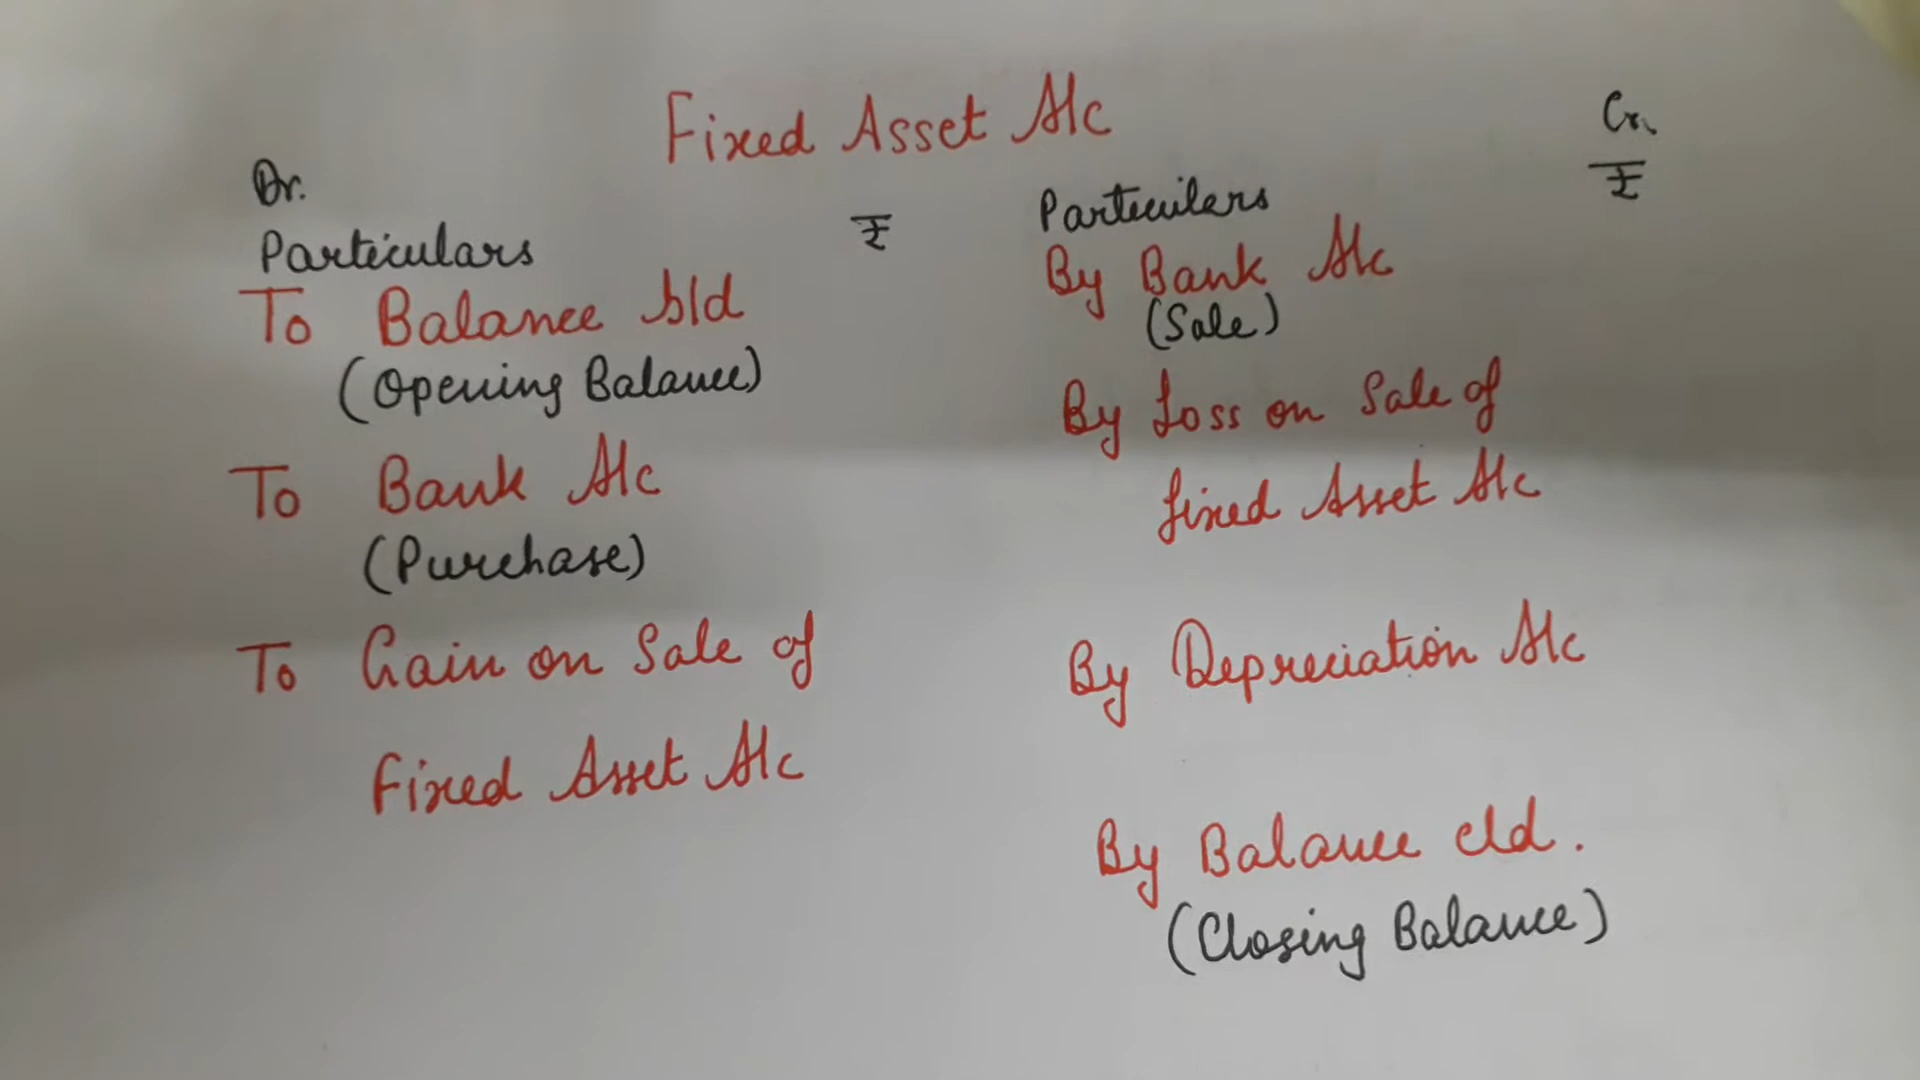 Fixed Asset A/c
Dr.
Cr.
Particulars ₹
To Balance b/d
(Opening Balance)
To Bank A/c
(Purchase)
To Gain on Sale of
Fixed Asset A/c
Particulars ₹
By Bank A/c
(Sale)
By Loss on Sale of
fixed Asset A/c
By Depreciation A/c
By Balance c/d.
(Closing Balance)